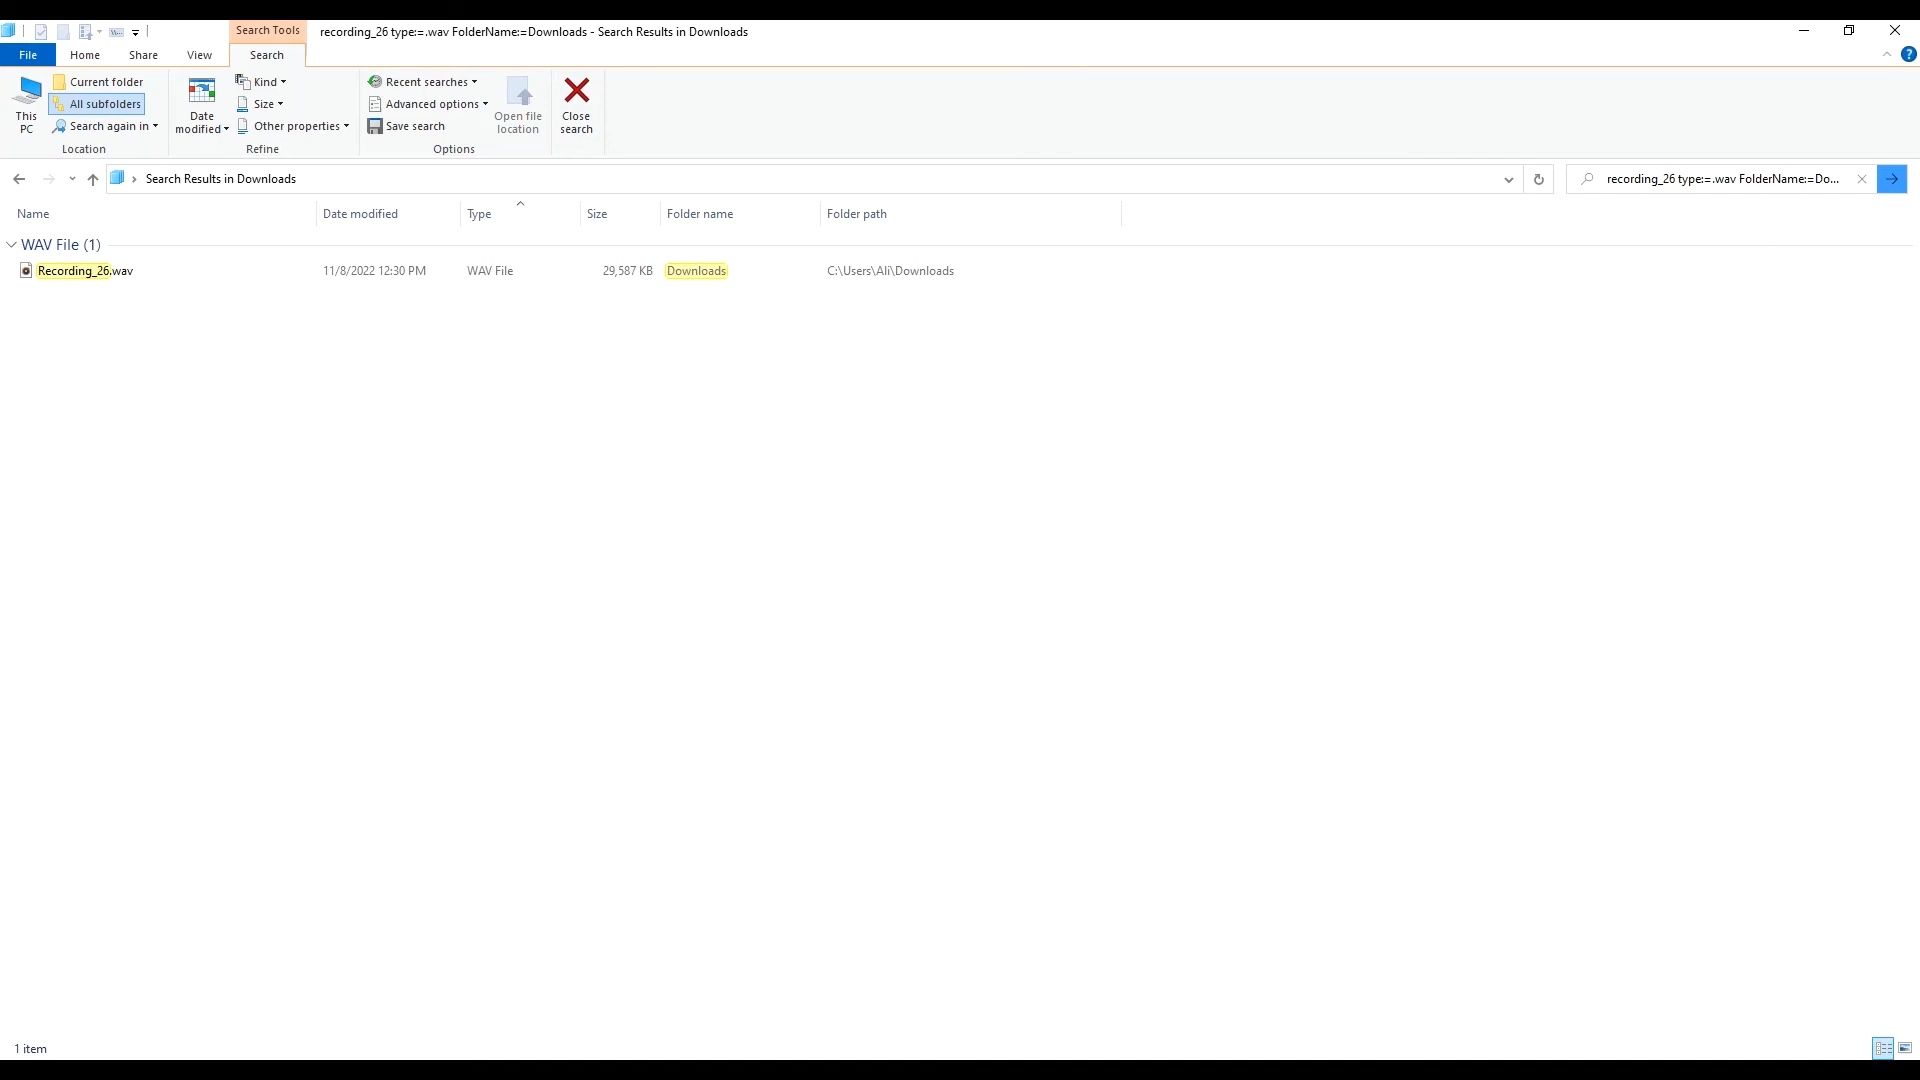 Search Tools
recording_26 type:=.wav FolderName:=Downloads - Search Results in Downloads
File
Home
Share
View
Search
This PC
Current folder
All subfolders
Search again in
Location
Date modified
Kind
Size
Other properties
Refine
Recent searches
Advanced options
Save search
Open file location
Options
Close search
Search Results in Downloads
recording_26 type:=.wav FolderName:=Do...
Name
Date modified
Type
Size
Folder name
Folder path
WAV File (1)
Recording_26.wav
11/8/2022 12:30 PM
WAV File
29,587 KB
Downloads
C:\Users\Ali\Downloads
1 item